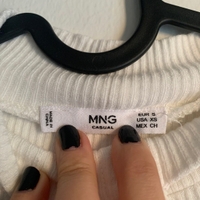 MNG
CASUAL
EUR S
USA XS
MEX CH